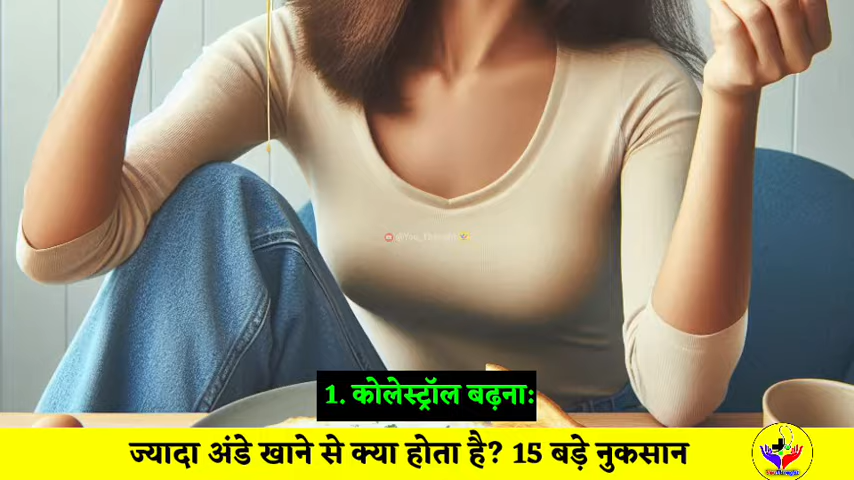 1. कोलेस्ट्रॉल बढ़ना:
ज्यादा अंडे खाने से क्या होता है? 15 बड़े नुकसान